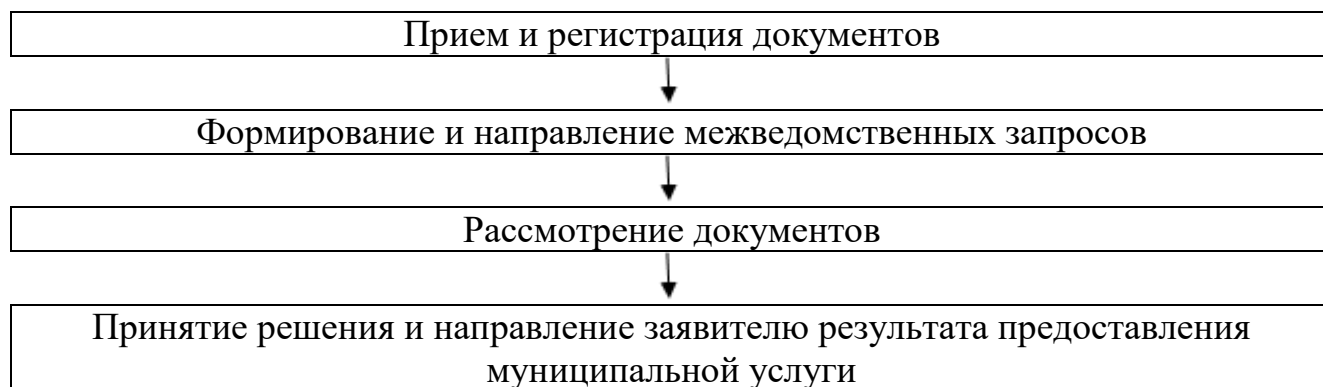 Прием и регистрация документов
Формирование и направление межведомственных запросов
Рассмотрение документов
Принятие решения и направление заявителю результата предоставления
муниципальной услуги